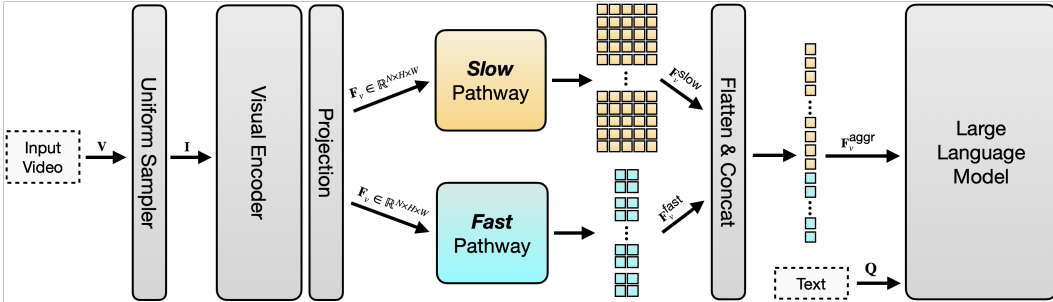 Input
Video
V
Uniform Sampler
I
Visual Encoder
Projection
F_v ∈ ℝ^{N×H×W}
Slow
Pathway
F_v^slow
F_v ∈ ℝ^{N×H×W}
Fast
Pathway
F_v^fast
Flatten & Concat
F_v^aggr
Large
Language
Model
Text
Q